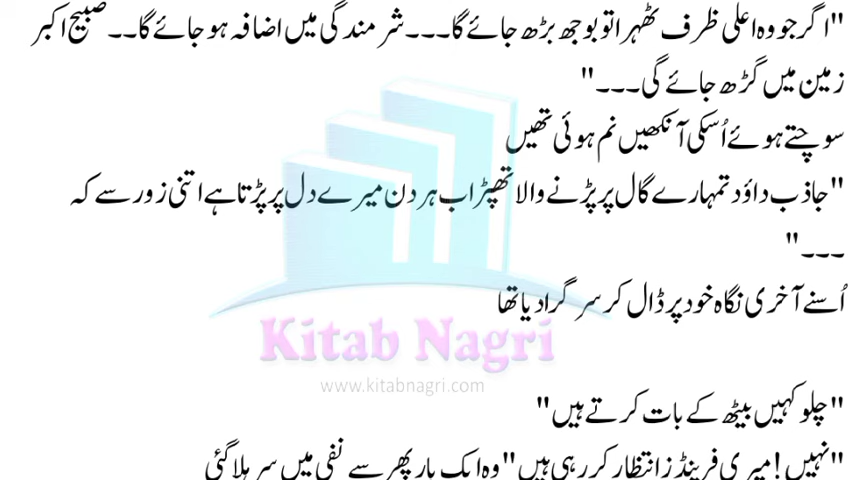 "اگر جو وہ اعلی ظرف ٹھہرا تو بوجھ بڑھ جائے گا۔۔۔شرمندگی میں اضافہ ہو جائے گا۔۔صبیح اکبر
زمین میں گڑھ جائے گی۔۔۔"
سوچتے ہوئے اُسکی آنکھیں نم ہوئی تھیں
"جاذب داؤد تمہارے گال پر پڑنے والا تھپڑ اب ہر دن میرے دل پر پڑتا ہے اتنی زور سے کہ
۔۔۔"
اُسنے آخری نگاہ خود پر ڈال کر سر گرا دیا تھا
Kitab Nagri
www.kitabnagri.com
"چلو کہیں بیٹھ کے بات کرتے ہیں"
"نہیں! میری فرینڈز انتظار کر رہی ہیں" وہ ایک بار پھر سے نفی میں سر ہلا گئی